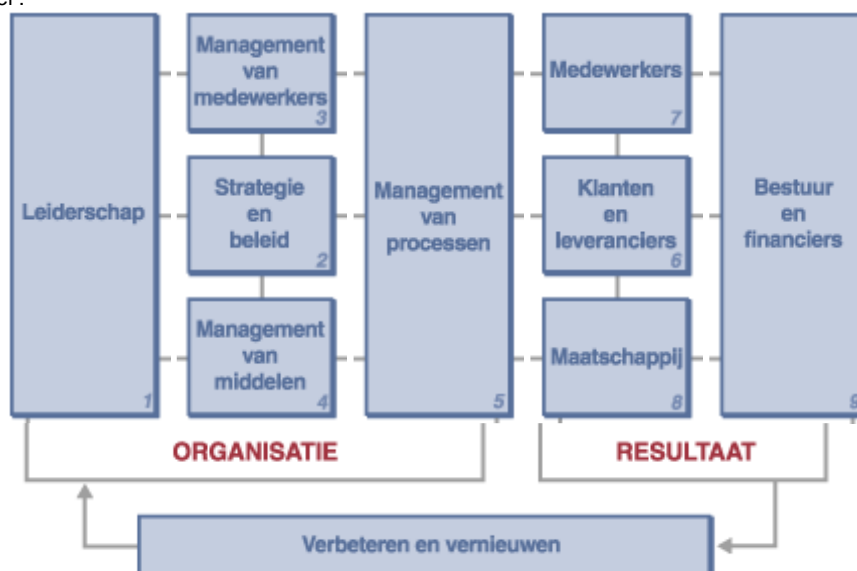 Leiderschap
1
Management
van
medewerkers
3
Strategie
en
beleid
2
Management
van
middelen
4
Management
van
processen
5
Medewerkers
7
Klanten
en
leveranciers
6
Maatschappij
8
Bestuur
en
financiers
9
ORGANISATIE
RESULTAAT
Verbeteren en vernieuwen